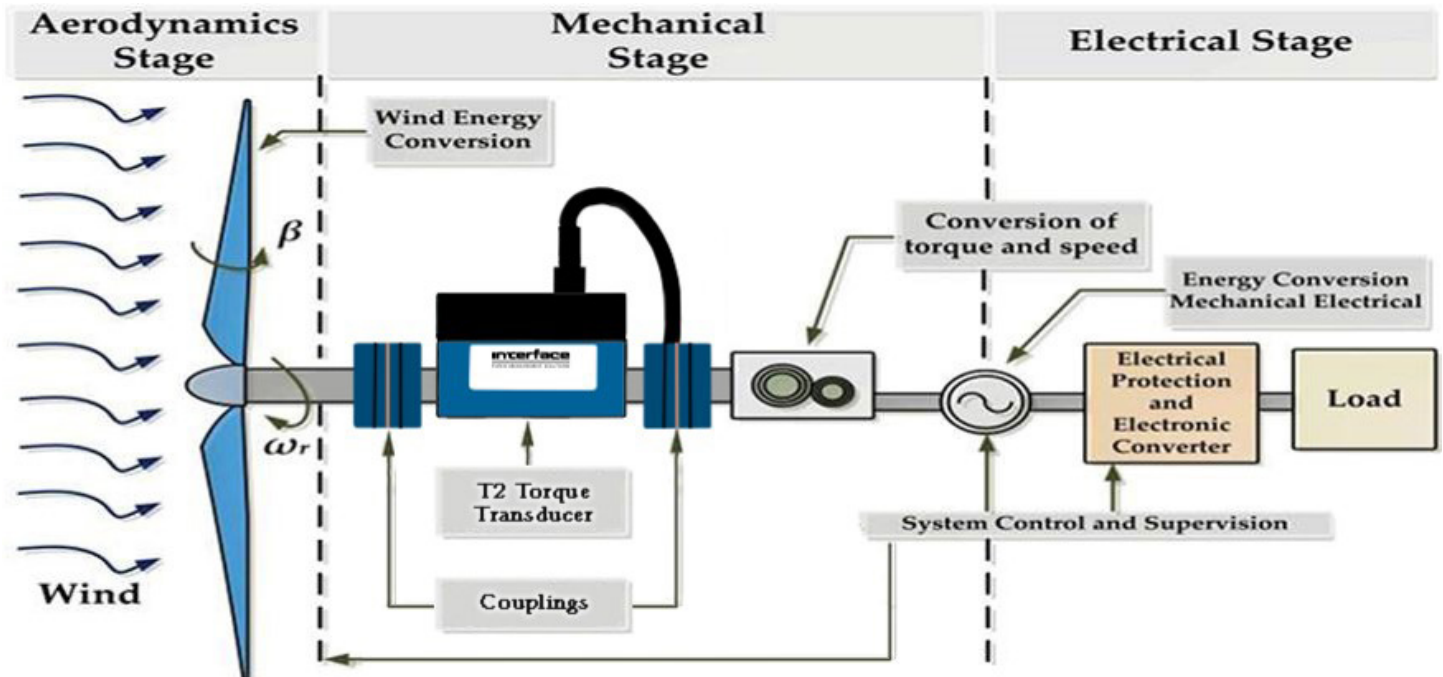 Aerodynamics
Stage
Mechanical
Stage
Electrical Stage
Wind Energy
Conversion
β
ωr
Wind
interface
T2 Torque
Transducer
Couplings
Conversion of
torque and speed
Energy Conversion
Mechanical Electrical
Electrical
Protection
and
Electronic
Converter
Load
System Control and Supervision